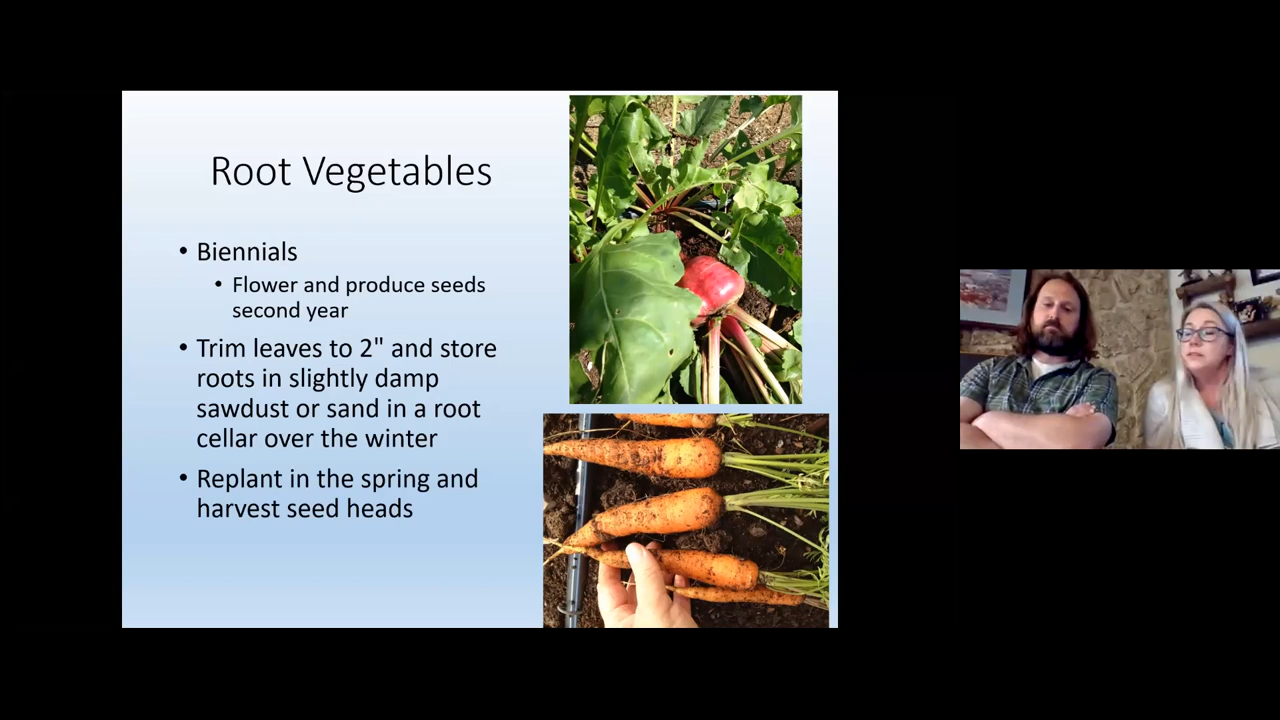 Root Vegetables
• Biennials
• Flower and produce seeds
second year
• Trim leaves to 2" and store
roots in slightly damp
sawdust or sand in a root
cellar over the winter
• Replant in the spring and
harvest seed heads